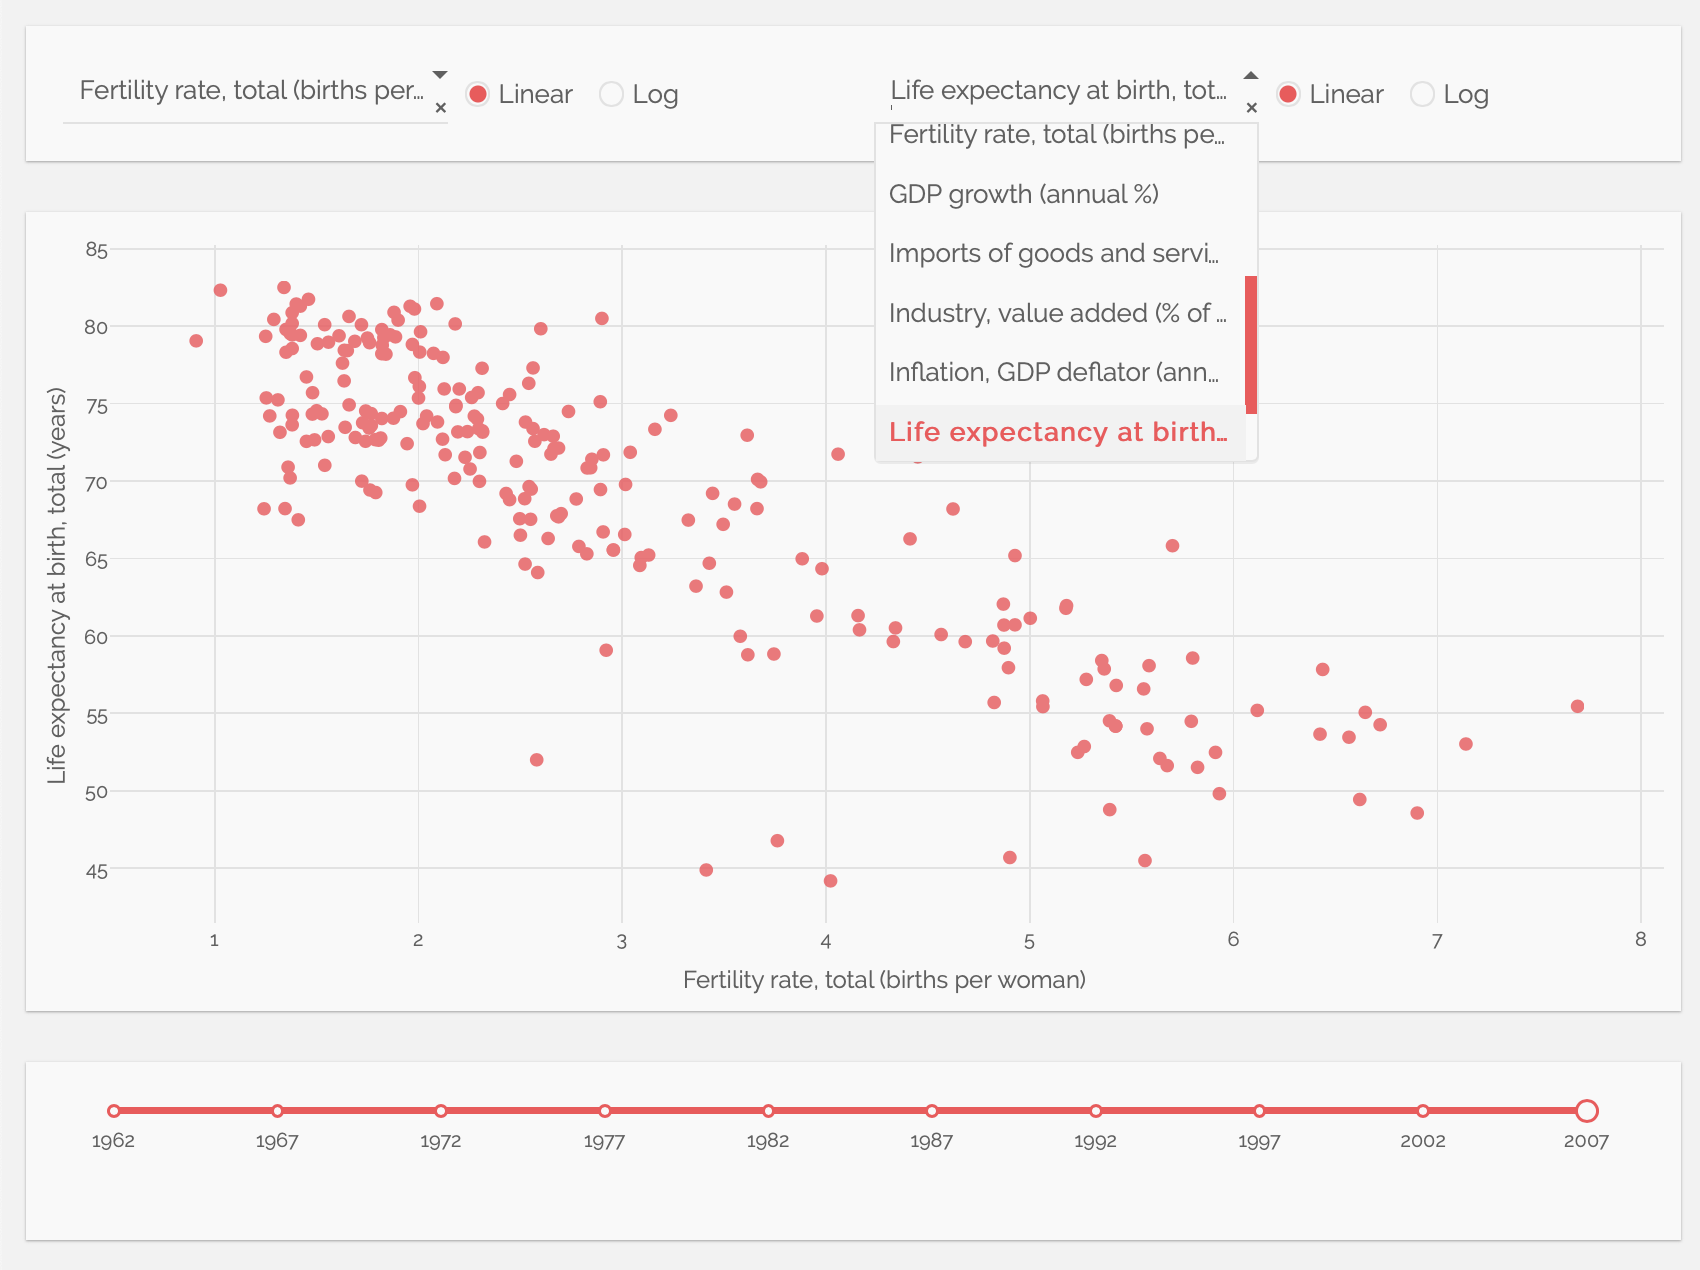 Fertility rate, total (births per…
×
Linear
Log
Life expectancy at birth, tot…
×
Linear
Log
Fertility rate, total (births pe…
GDP growth (annual %)
Imports of goods and servi…
Industry, value added (% of …
Inflation, GDP deflator (ann…
Life expectancy at birth…
85
80
75
70
65
60
55
50
45
Life expectancy at birth, total (years)
1 2 3 4 5 6 7 8
Fertility rate, total (births per woman)
1962 1967 1972 1977 1982 1987 1992 1997 2002 2007